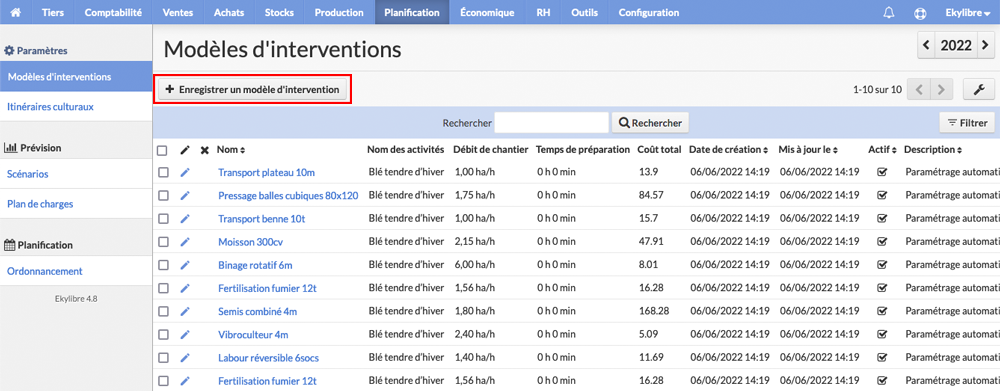 Tiers Comptabilité Ventes Achats Stocks Production Planification Économique RH Outils Configuration Ekylibre
Paramètres
Modèles d'interventions
Itinéraires culturaux
Prévision
Scénarios
Plan de charges
Planification
Ordonnancement
Ekylibre 4.8
Modèles d'interventions
2022
Enregistrer un modèle d'intervention
1-10 sur 10
Rechercher Rechercher Filtrer
Nom Nom des activités Débit de chantier Temps de préparation Coût total Date de création Mis à jour le Actif Description
Transport plateau 10m Blé tendre d'hiver 1,00 ha/h 0 h 0 min 13.9 06/06/2022 14:19 06/06/2022 14:19 Paramétrage automati
Pressage balles cubiques 80x120 Blé tendre d'hiver 1,75 ha/h 0 h 0 min 84.57 06/06/2022 14:19 06/06/2022 14:19 Paramétrage automati
Transport benne 10t Blé tendre d'hiver 1,00 ha/h 0 h 0 min 15.7 06/06/2022 14:19 06/06/2022 14:19 Paramétrage automati
Moisson 300cv Blé tendre d'hiver 2,15 ha/h 0 h 0 min 47.91 06/06/2022 14:19 06/06/2022 14:19 Paramétrage automati
Binage rotatif 6m Blé tendre d'hiver 6,00 ha/h 0 h 0 min 8.01 06/06/2022 14:19 06/06/2022 14:19 Paramétrage automati
Fertilisation fumier 12t Blé tendre d'hiver 1,56 ha/h 0 h 0 min 16.28 06/06/2022 14:19 06/06/2022 14:19 Paramétrage automati
Semis combiné 4m Blé tendre d'hiver 1,80 ha/h 0 h 0 min 168.28 06/06/2022 14:19 06/06/2022 14:19 Paramétrage automati
Vibroculteur 4m Blé tendre d'hiver 2,40 ha/h 0 h 0 min 5.09 06/06/2022 14:19 06/06/2022 14:19 Paramétrage automati
Labour réversible 6socs Blé tendre d'hiver 1,40 ha/h 0 h 0 min 11.69 06/06/2022 14:19 06/06/2022 14:19 Paramétrage automati
Fertilisation fumier 12t Blé tendre d'hiver 1,56 ha/h 0 h 0 min 16.28 06/06/2022 14:19 06/06/2022 14:19 Paramétrage automati